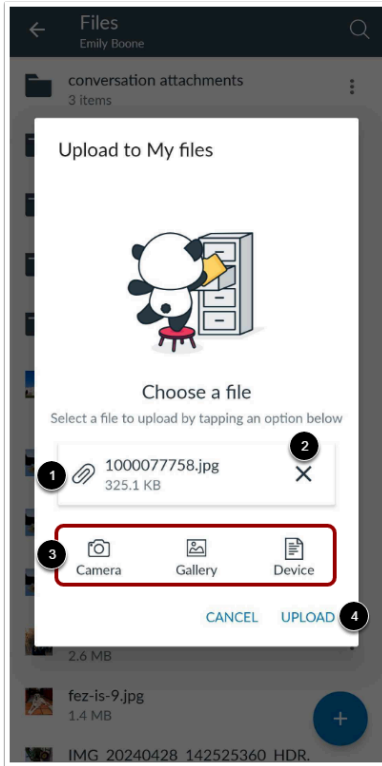 Files
Emily Boone
conversation attachments
3 items
Upload to My files
Choose a file
Select a file to upload by tapping an option below
2
1
1000077758.jpg
325.1 KB
3
Camera Gallery Device
CANCEL UPLOAD 4
2.6 MB
fez-is-9.jpg
1.4 MB
IMG_20240428_142525360_HDR.